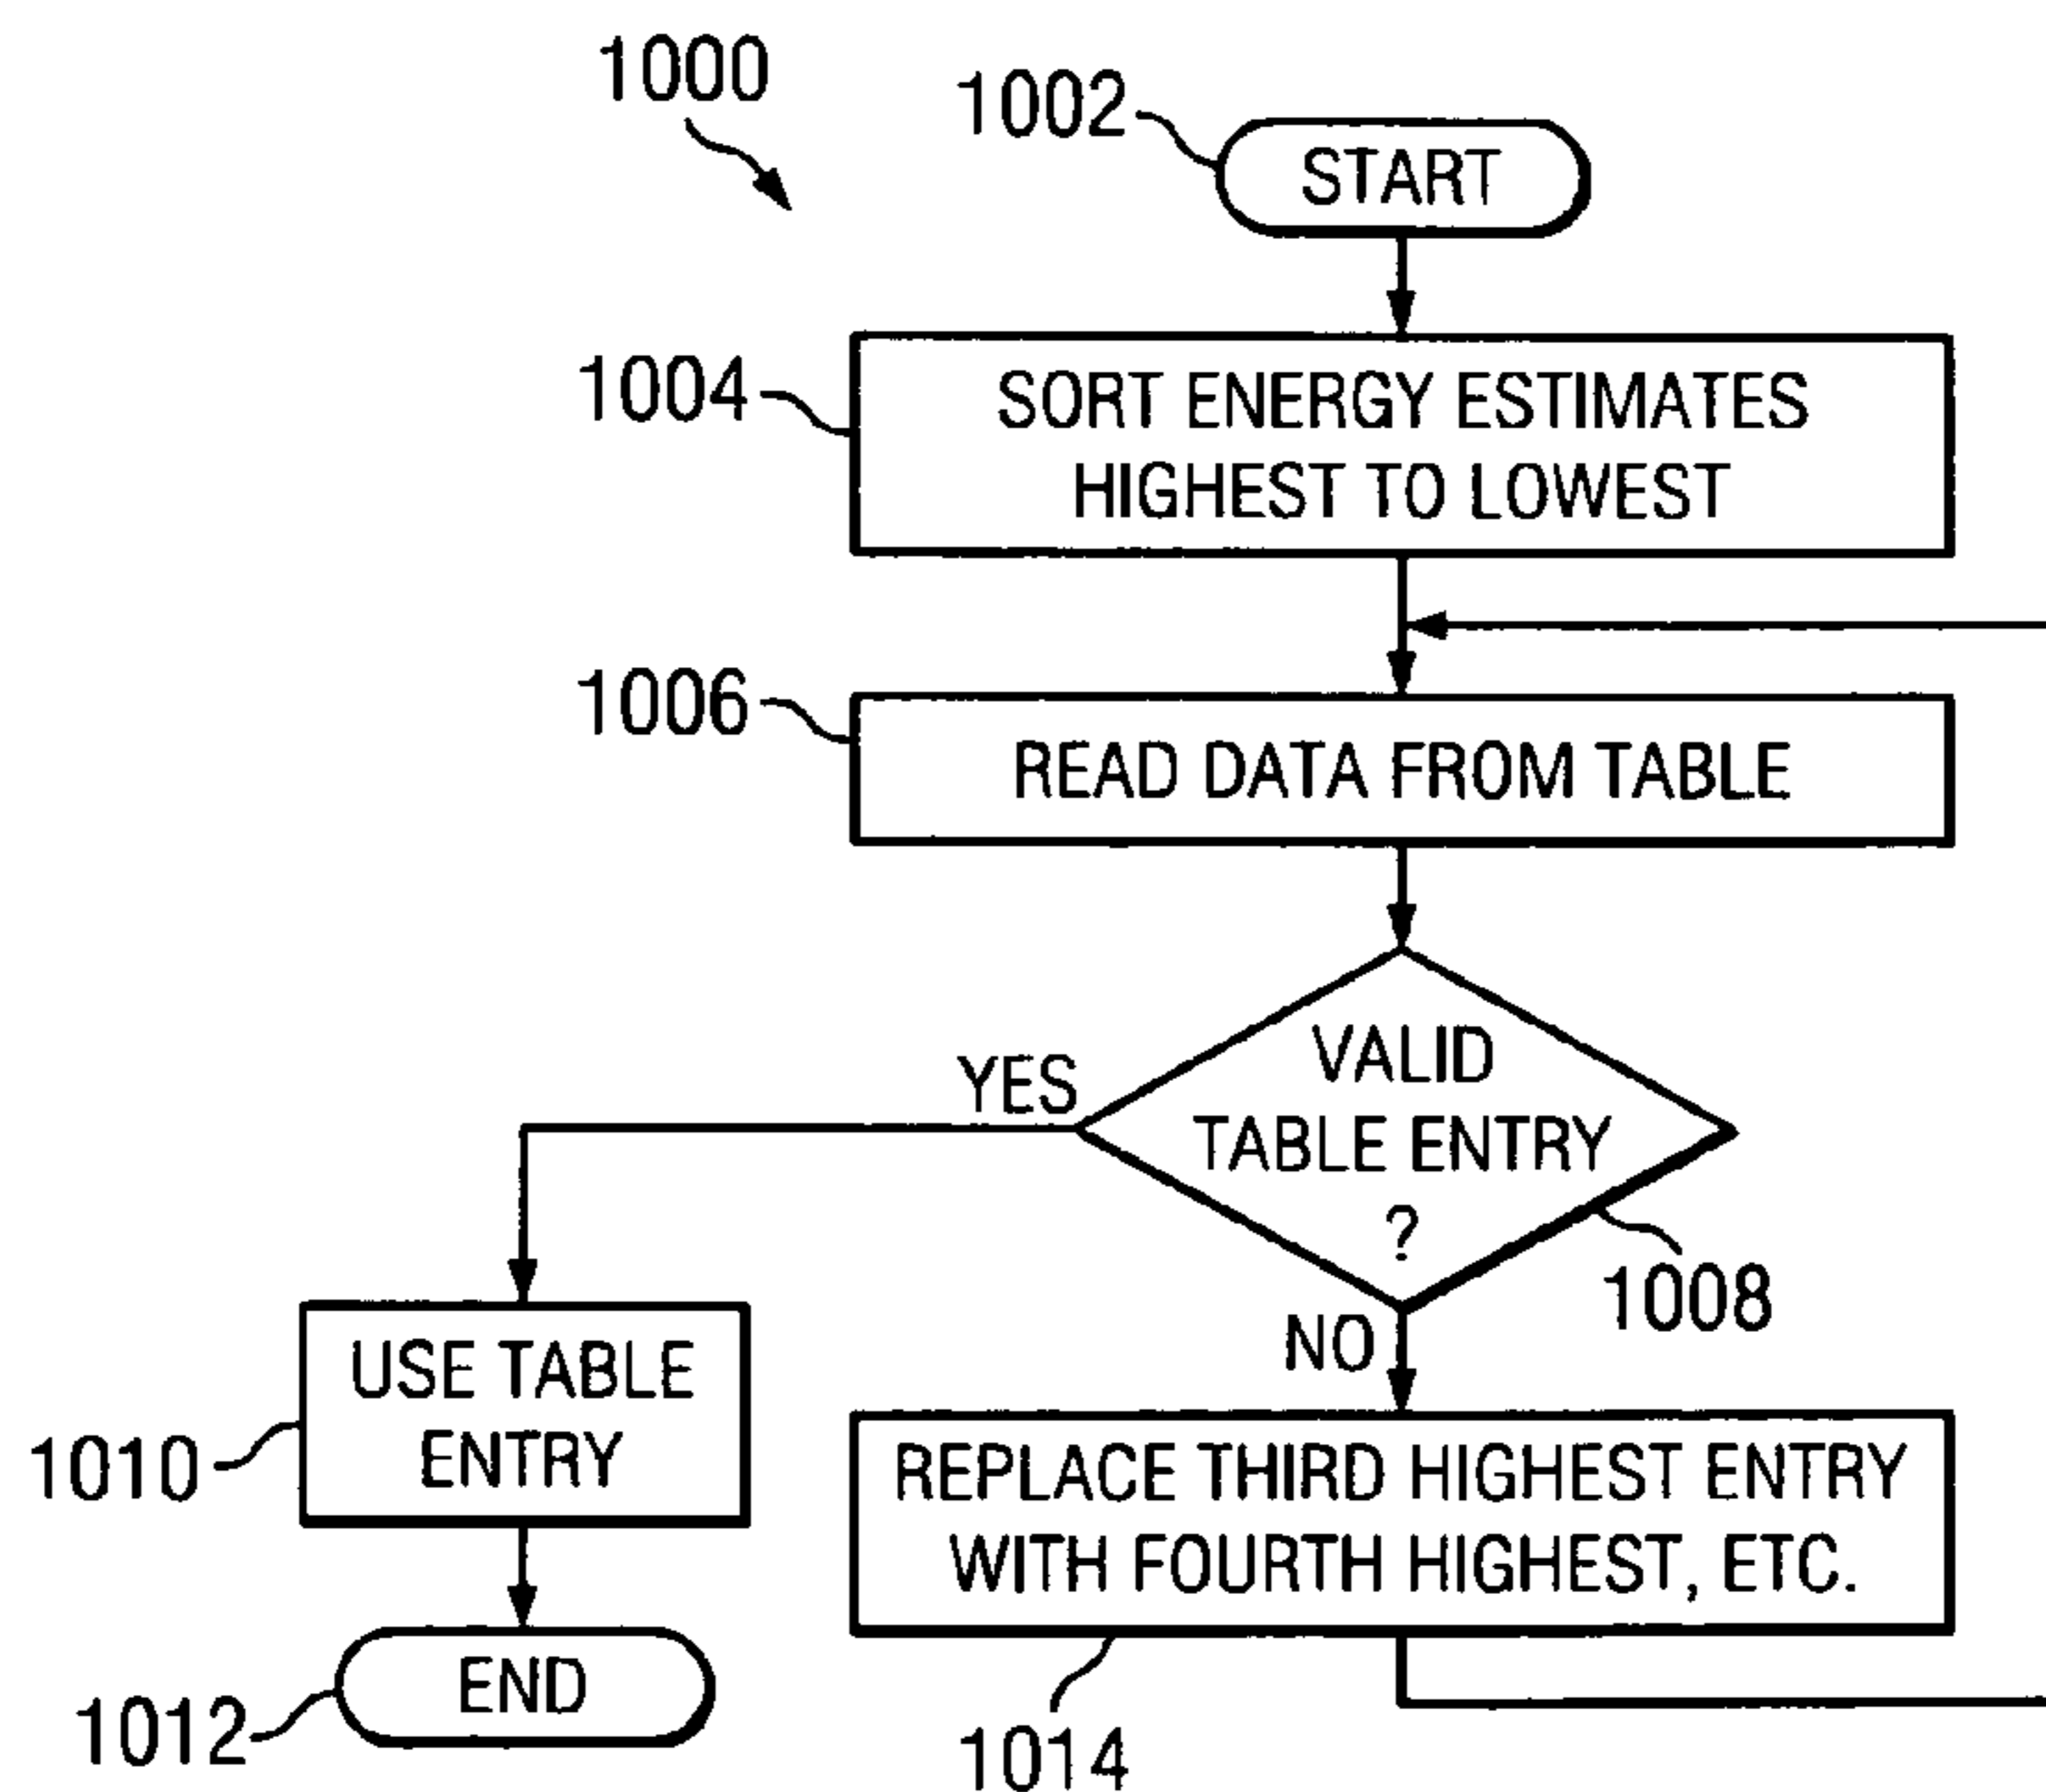 1000
1002
START
1004
SORT ENERGY ESTIMATES
HIGHEST TO LOWEST
1006
READ DATA FROM TABLE
VALID
TABLE ENTRY
?
YES
1008
NO
USE TABLE
ENTRY
1010
REPLACE THIRD HIGHEST ENTRY
WITH FOURTH HIGHEST, ETC.
END
1012
1014